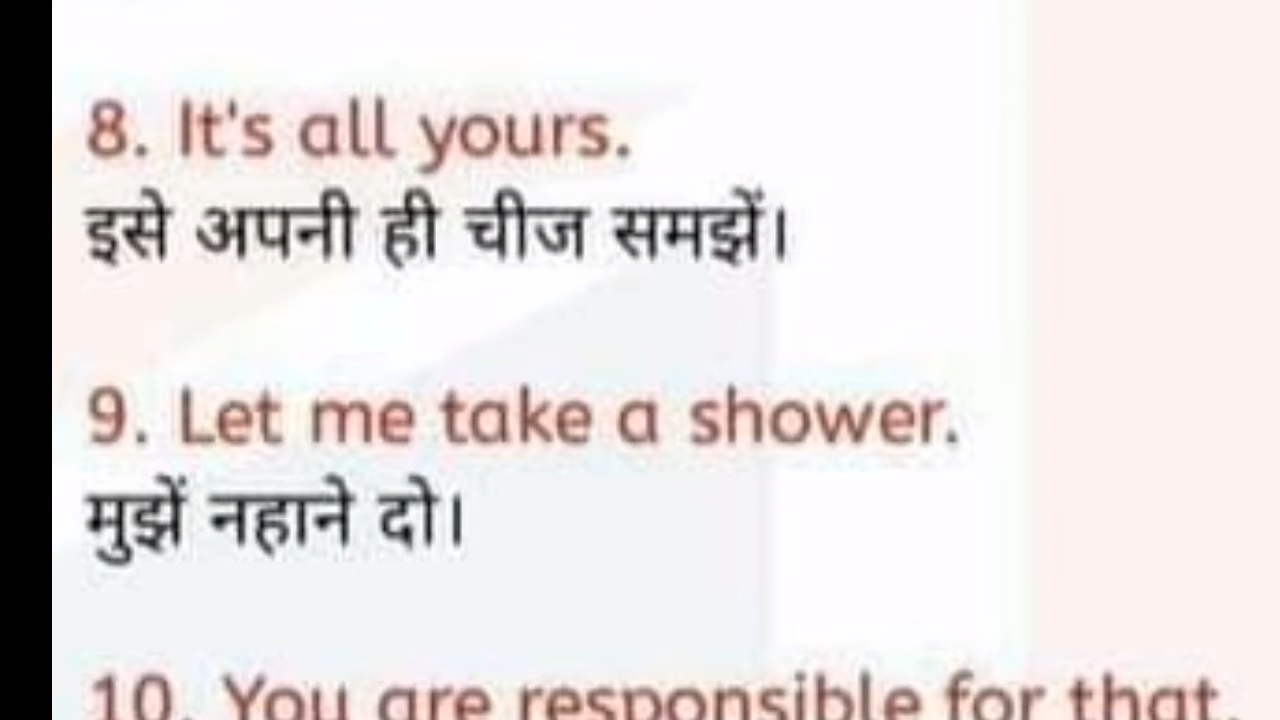 8. It's all yours.
इसे अपनी ही चीज समझें।
9. Let me take a shower.
मुझें नहाने दो।
10. You are responsible for that.